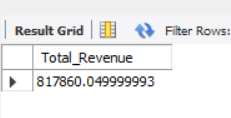 Result Grid Filter Rows:
Total_Revenue
817860.049999993